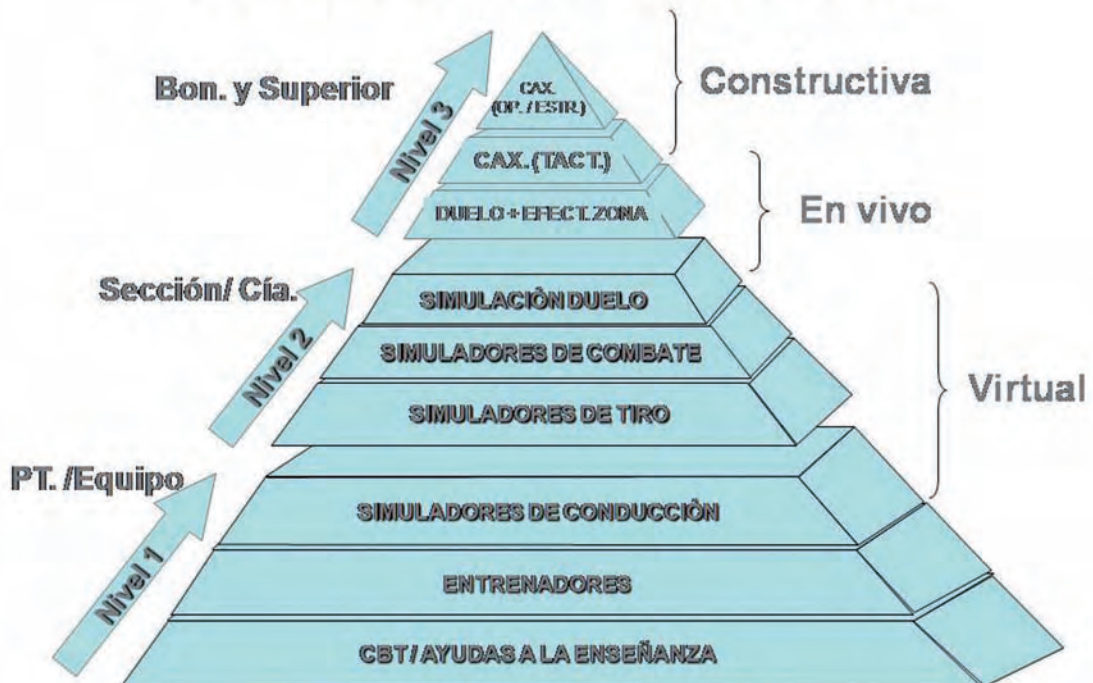 Bon. y Superior
Nivel 3
CAX.
(OP. / ESTR.)
Constructiva
CAX. (TACT.)
DUELO + EFECT. ZONA
En vivo
Sección/ Cía.
Nivel 2
SIMULACIÓN DUELO
SIMULADORES DE COMBATE
SIMULADORES DE TIRO
Virtual
PT. /Equipo
Nivel 1
SIMULADORES DE CONDUCCIÓN
ENTRENADORES
CBT / AYUDAS A LA ENSEÑANZA